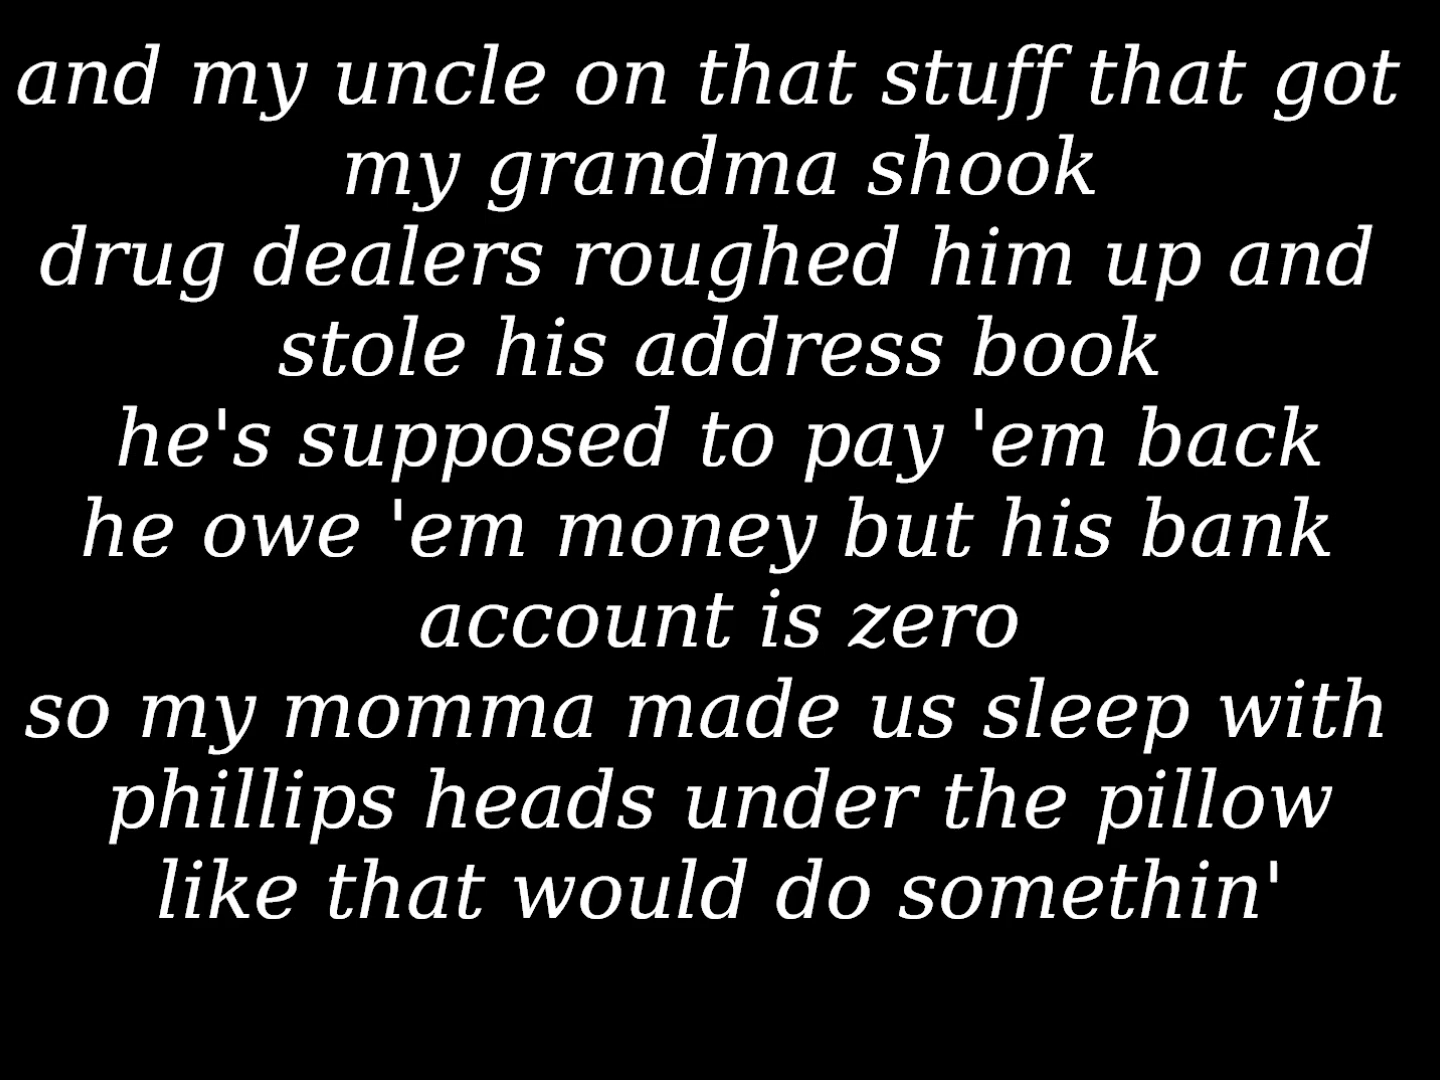 and my uncle on that stuff that got
my grandma shook
drug dealers roughed him up and
stole his address book
he's supposed to pay 'em back
he owe 'em money but his bank
account is zero
so my momma made us sleep with
phillips heads under the pillow
like that would do somethin'